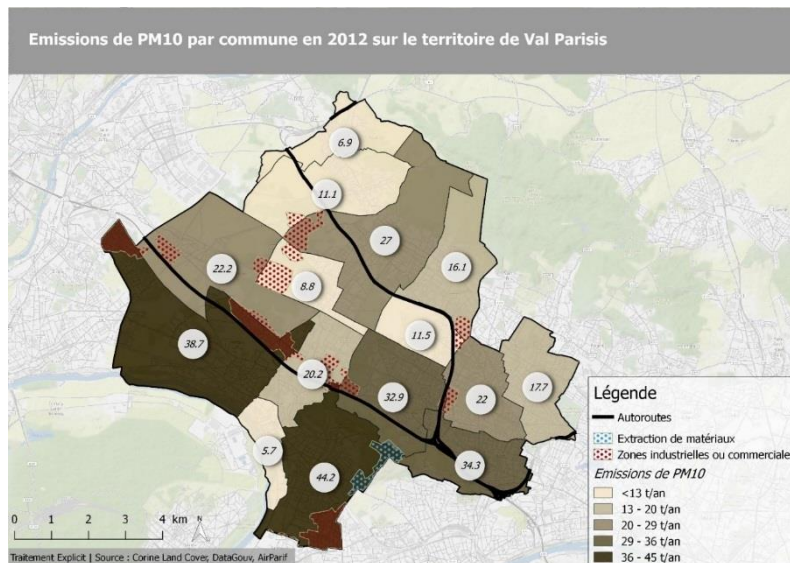 Emissions de PM10 par commune en 2012 sur le territoire de Val Parisis
6.9
11.1
27
16.1
22.2
8.8
11.5
38.7
20.2
32.9
22
17.7
5.7
44.2
34.3
Légende
Autoroutes
Extraction de matériaux
Zones industrielles ou commerciale
Emissions de PM10
<13 t/an
13 - 20 t/an
20 - 29 t/an
29 - 36 t/an
36 - 45 t/an
0 1 2 3 4 km
N
Traitement Explicit | Source : Corine Land Cover, DataGouv, AirParif